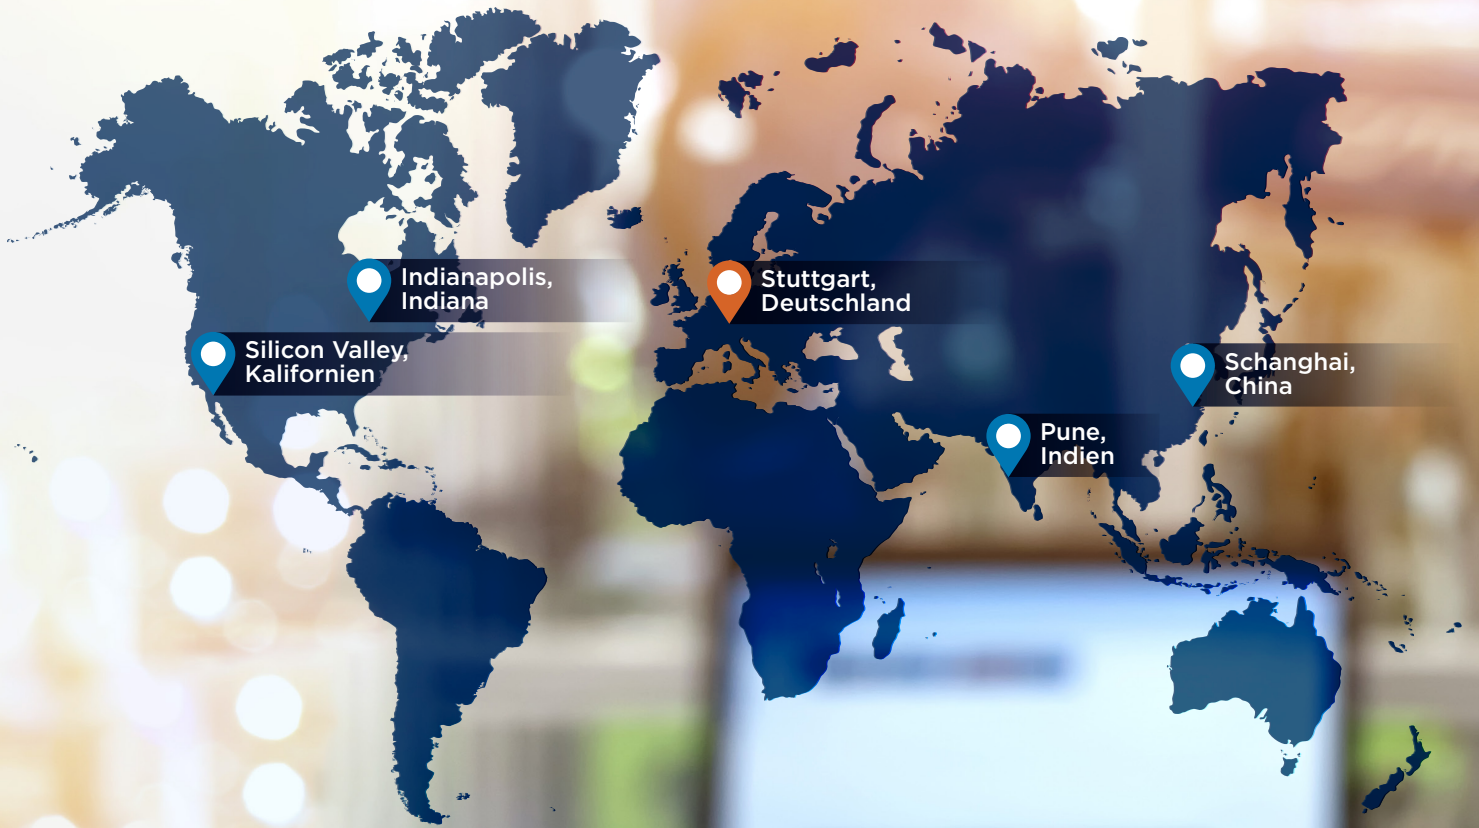 Indianapolis,
Indiana
Stuttgart,
Deutschland
Silicon Valley,
Kalifornien
Schanghai,
China
Pune,
Indien